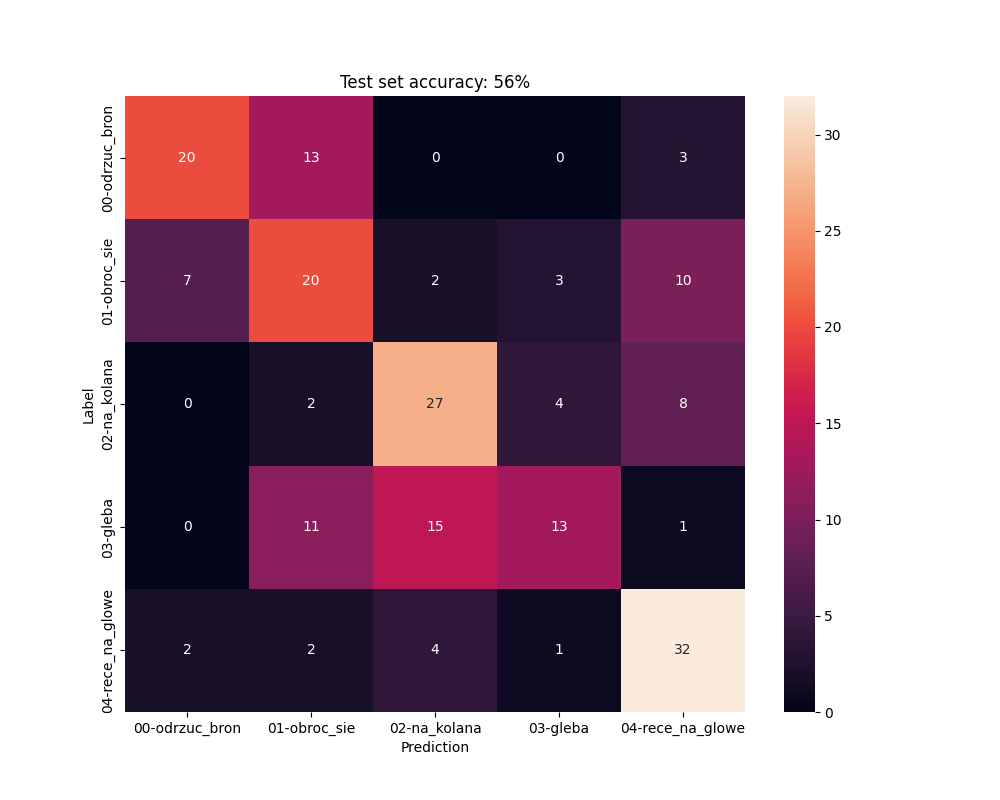 Test set accuracy: 56%
00-odrzuc_bron
20 13 0 0 3
01-obroc_sie
7 20 2 3 10
Label
02-na_kolana
0 2 27 4 8
03-gleba
0 11 15 13 1
04-rece_na_glowe
2 2 4 1 32
00-odrzuc_bron 01-obroc_sie 02-na_kolana 03-gleba 04-rece_na_glowe
Prediction
30
25
20
15
10
5
0